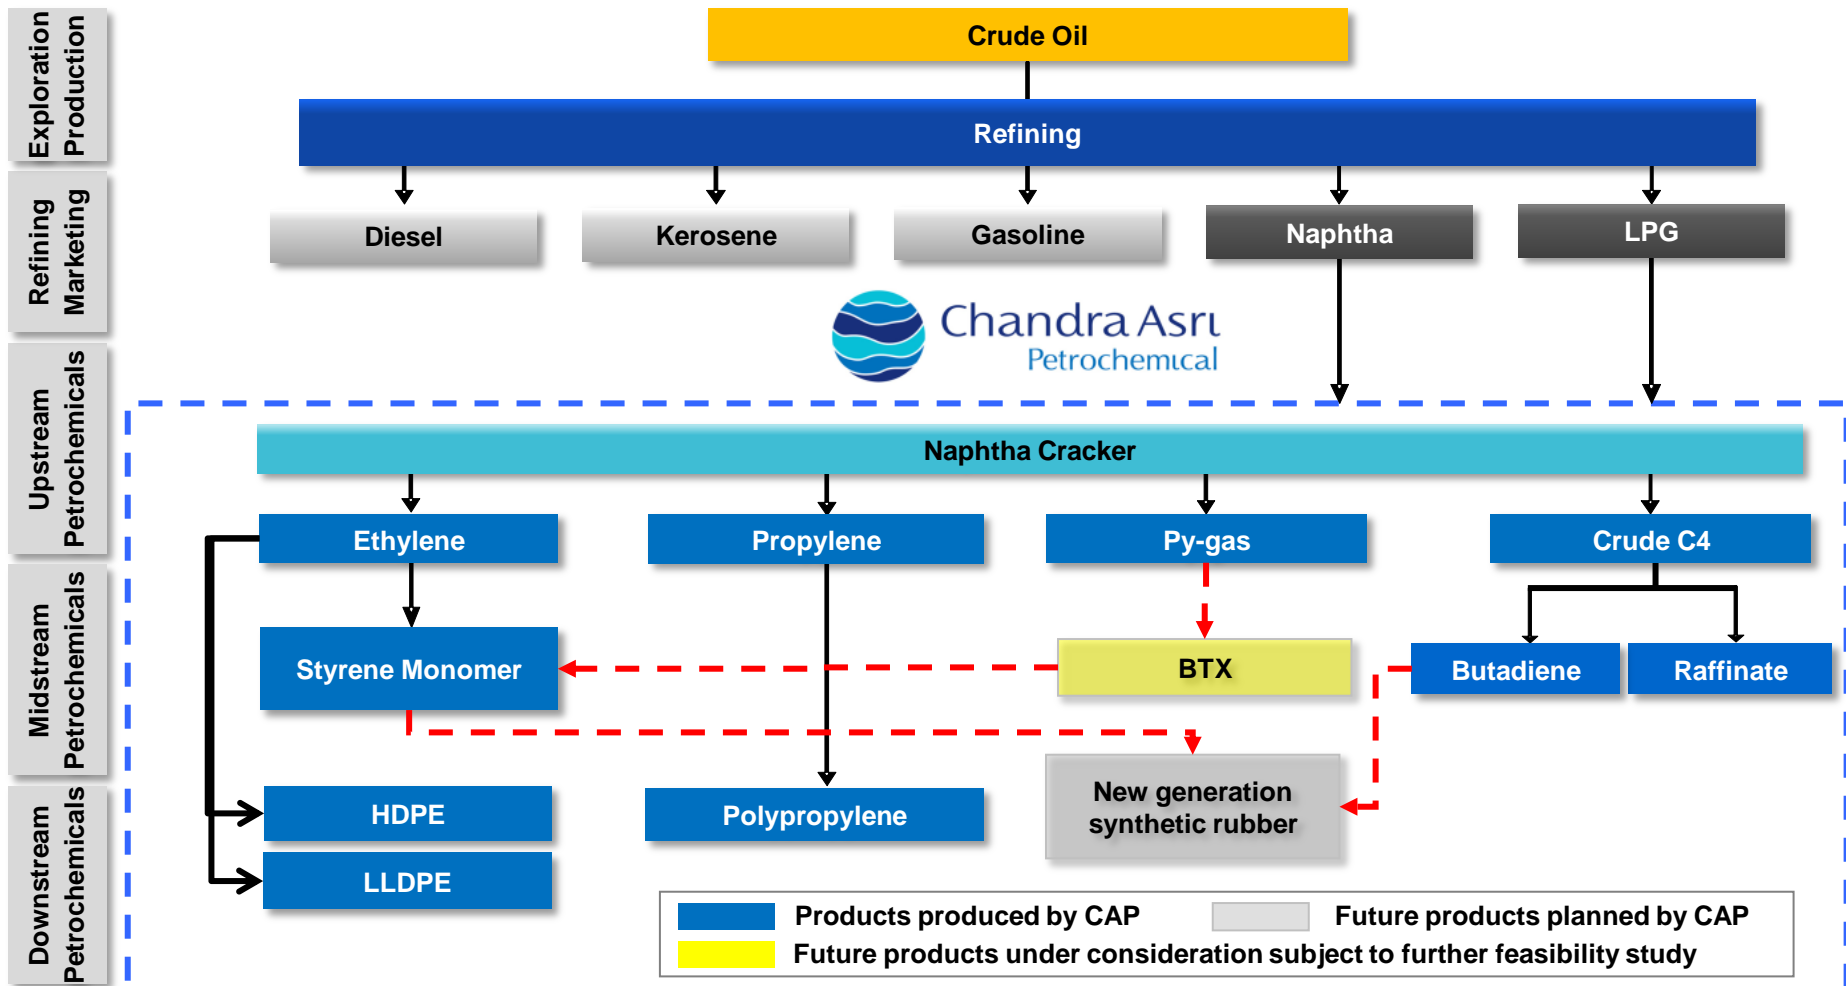 Exploration
Production
Crude Oil
Refining
Refining
Marketing
Diesel
Kerosene
Gasoline
Naphtha
LPG
Chandra Asri
Petrochemical
Upstream
Petrochemicals
Naphtha Cracker
Ethylene
Propylene
Py-gas
Crude C4
Midstream
Petrochemicals
Styrene Monomer
BTX
Butadiene
Raffinate
Downstream
Petrochemicals
HDPE
Polypropylene
New generation
synthetic rubber
LLDPE
Products produced by CAP
Future products planned by CAP
Future products under consideration subject to further feasibility study